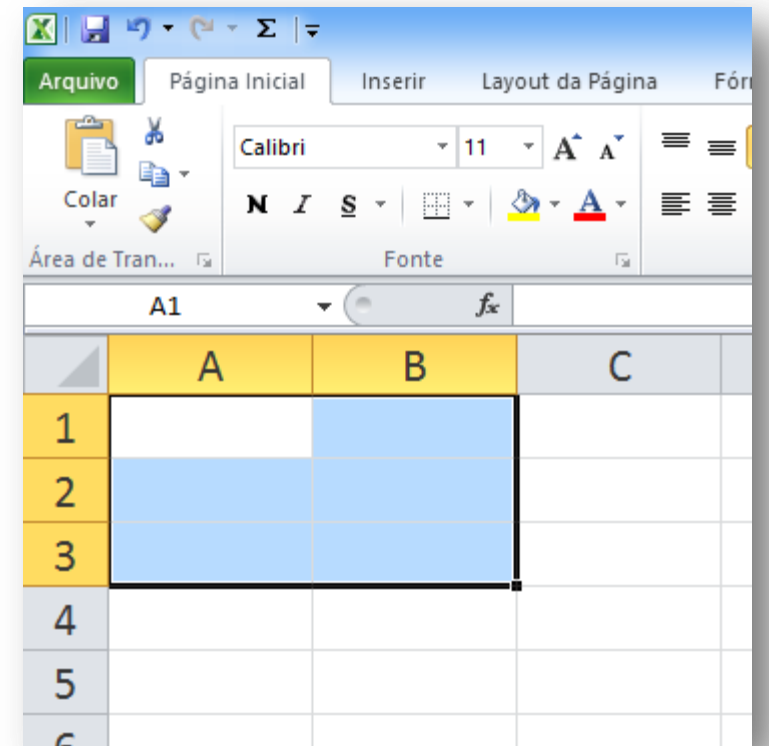 Σ
Arquivo Página Inicial Inserir Layout da Página
Calibri 11 A A
Colar N I S A
Área de Tran... Fonte
A1 fx
A B C
1
2
3
4
5